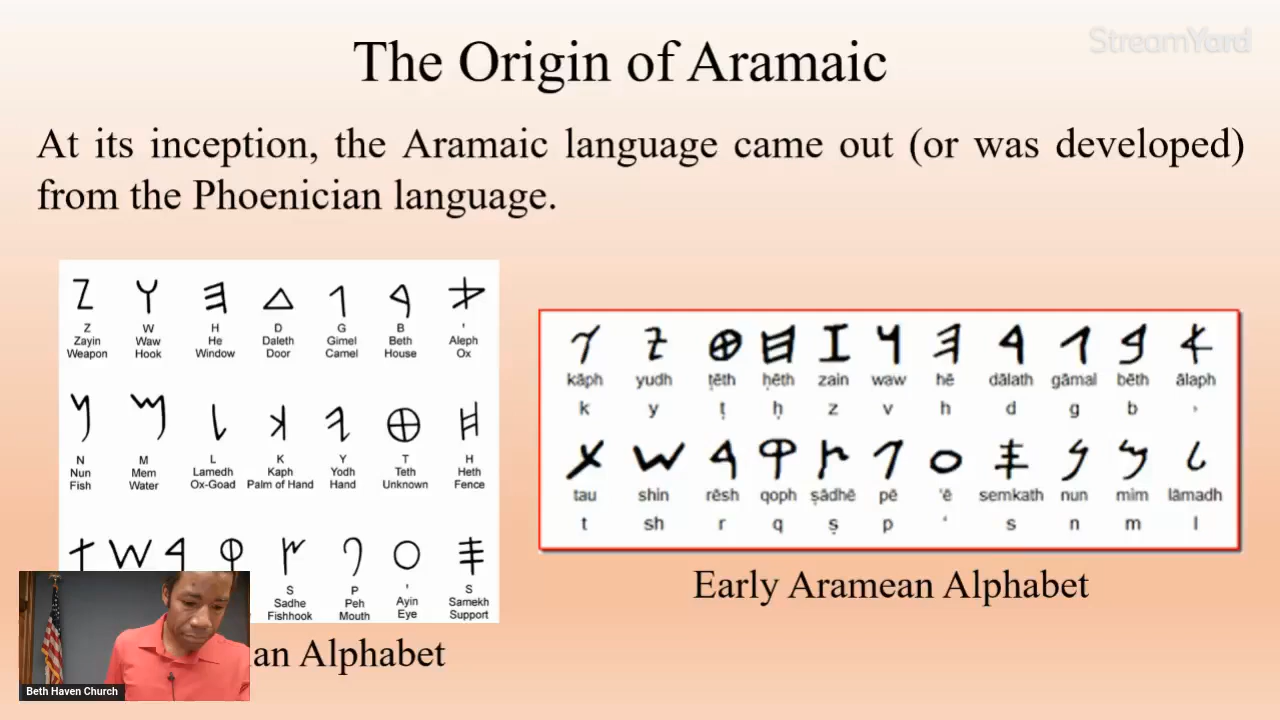 StreamYard
The Origin of Aramaic
At its inception, the Aramaic language came out (or was developed)
from the Phoenician language.
Z W H D G B '
Zayin Waw He Daleth Gimel Beth Aleph
Weapon Hook Window Door Camel House Ox
N M L K Y T H
Nun Mem Lamedh Kaph Yodh Teth Heth
Fish Water Ox-Goad Palm of Hand Hand Unknown Fence
S P ' S
Sadhe Peh Ayin Samekh
Fishhook Mouth Eye Support
an Alphabet
kāph yudh ṭēth ḥēth zain waw hē dālath gāmal bēth ālaph
k y ṭ ḥ z v h d g b ʾ
tau shin rēsh qoph ṣādhē pē 'ē semkath nun mim lāmadh
t sh r q ṣ p ʿ s n m l
Early Aramean Alphabet
Beth Haven Church